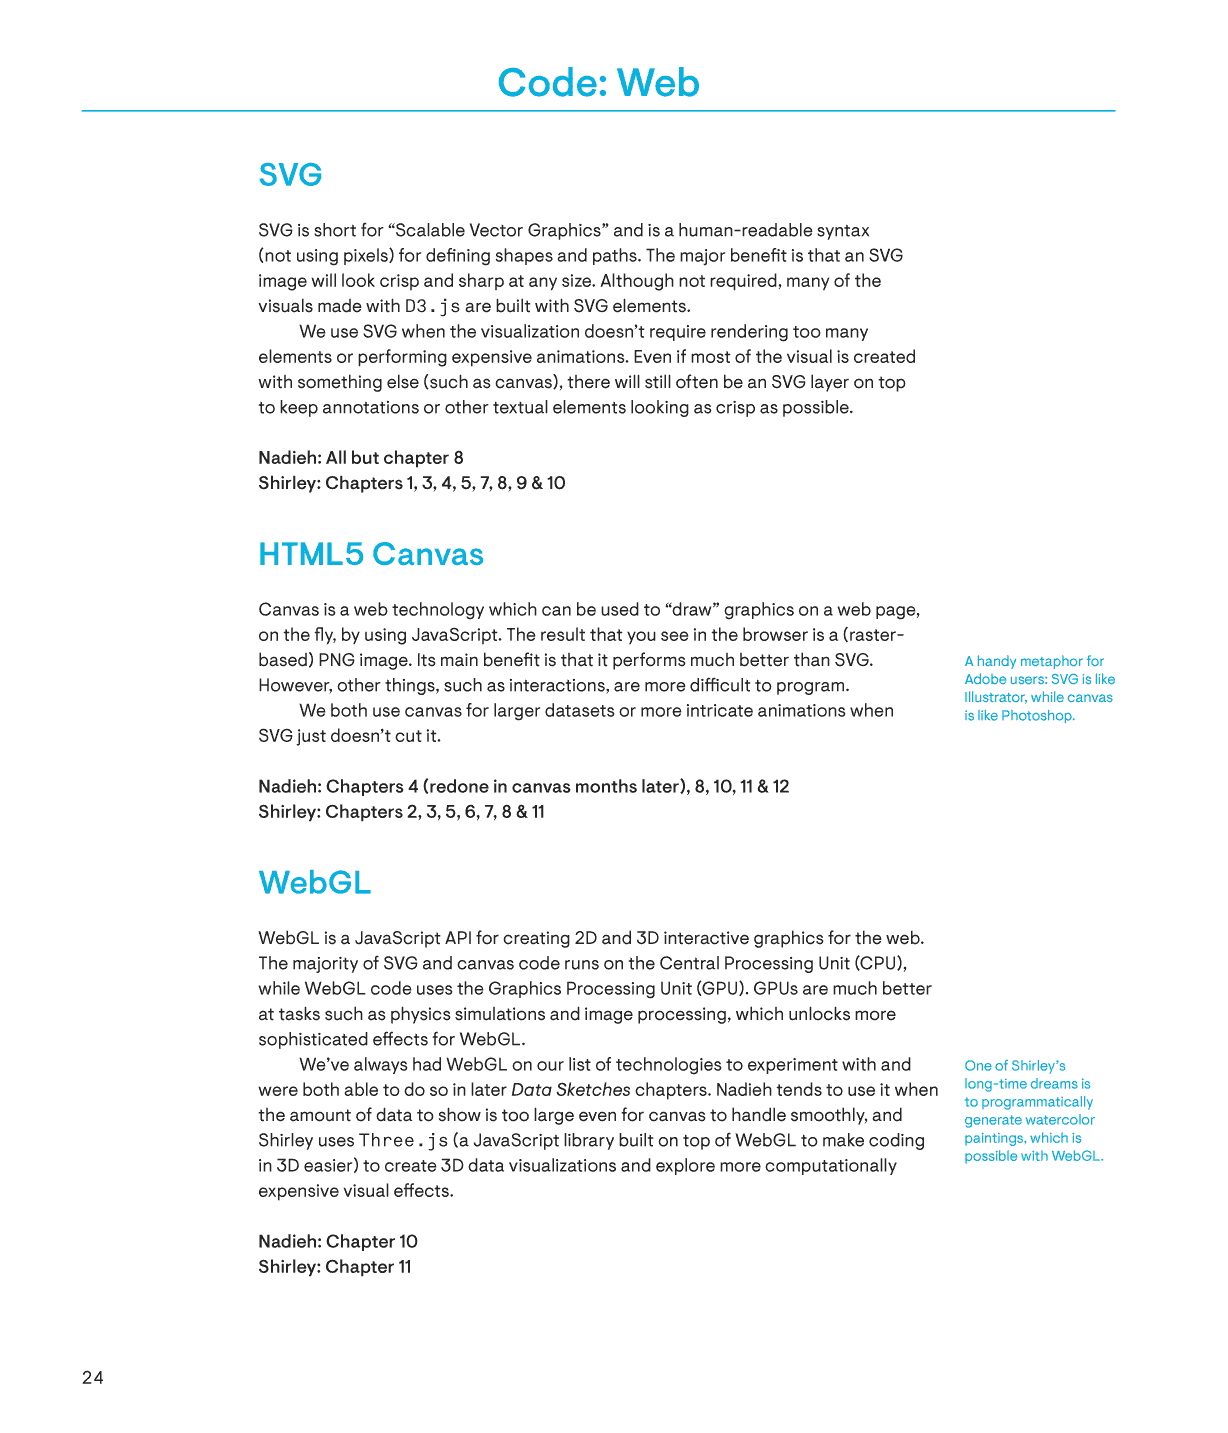 Code: Web
SVG
SVG is short for “Scalable Vector Graphics” and is a human-readable syntax
(not using pixels) for defining shapes and paths. The major benefit is that an SVG
image will look crisp and sharp at any size. Although not required, many of the
visuals made with D3.js are built with SVG elements.
We use SVG when the visualization doesn’t require rendering too many
elements or performing expensive animations. Even if most of the visual is created
with something else (such as canvas), there will still often be an SVG layer on top
to keep annotations or other textual elements looking as crisp as possible.
Nadieh: All but chapter 8
Shirley: Chapters 1, 3, 4, 5, 7, 8, 9 & 10
HTML5 Canvas
Canvas is a web technology which can be used to “draw” graphics on a web page,
on the fly, by using JavaScript. The result that you see in the browser is a (raster-
based) PNG image. Its main benefit is that it performs much better than SVG.
However, other things, such as interactions, are more difficult to program.
We both use canvas for larger datasets or more intricate animations when
SVG just doesn’t cut it.
A handy metaphor for
Adobe users: SVG is like
Illustrator, while canvas
is like Photoshop.
Nadieh: Chapters 4 (redone in canvas months later), 8, 10, 11 & 12
Shirley: Chapters 2, 3, 5, 6, 7, 8 & 11
WebGL
WebGL is a JavaScript API for creating 2D and 3D interactive graphics for the web.
The majority of SVG and canvas code runs on the Central Processing Unit (CPU),
while WebGL code uses the Graphics Processing Unit (GPU). GPUs are much better
at tasks such as physics simulations and image processing, which unlocks more
sophisticated effects for WebGL.
We’ve always had WebGL on our list of technologies to experiment with and
were both able to do so in later Data Sketches chapters. Nadieh tends to use it when
the amount of data to show is too large even for canvas to handle smoothly, and
Shirley uses Three.js (a JavaScript library built on top of WebGL to make coding
in 3D easier) to create 3D data visualizations and explore more computationally
expensive visual effects.
One of Shirley’s
long-time dreams is
to programmatically
generate watercolor
paintings, which is
possible with WebGL.
Nadieh: Chapter 10
Shirley: Chapter 11
24